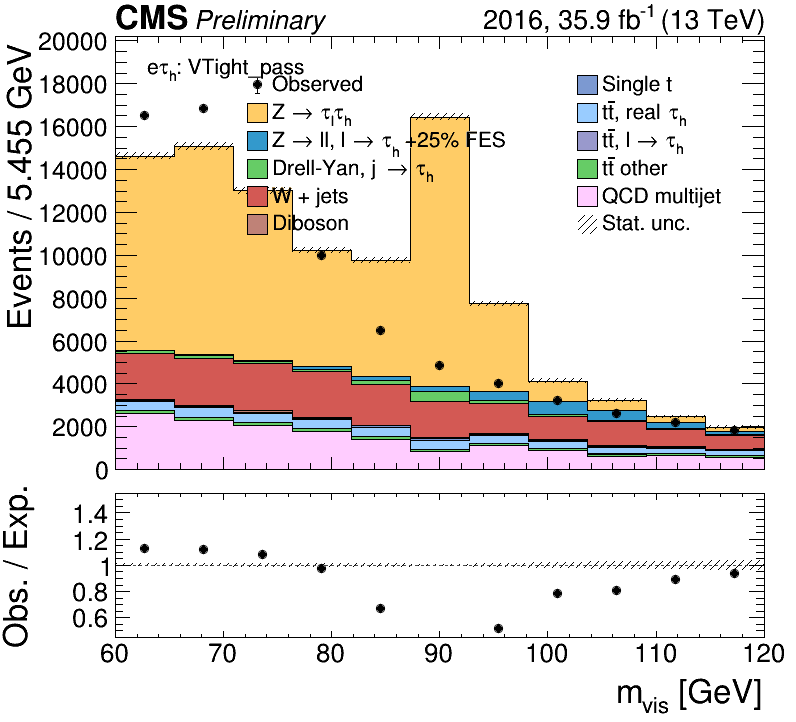 CMS Preliminary 2016, 35.9 fb⁻¹ (13 TeV)
Events / 5.455 GeV
20000
18000
16000
14000
12000
10000
8000
6000
4000
2000
0
eτₕ: VTight_pass
Observed
Z → τₗτₕ
Z → ll, l → τₕ +25% FES
Drell-Yan, j → τₕ
W + jets
Diboson
Single t
tt̄, real τₕ
tt̄, l → τₕ
tt̄ other
QCD multijet
Stat. unc.
Obs. / Exp.
1.4
1.2
1
0.8
0.6
60 70 80 90 100 110 120
m_vis [GeV]